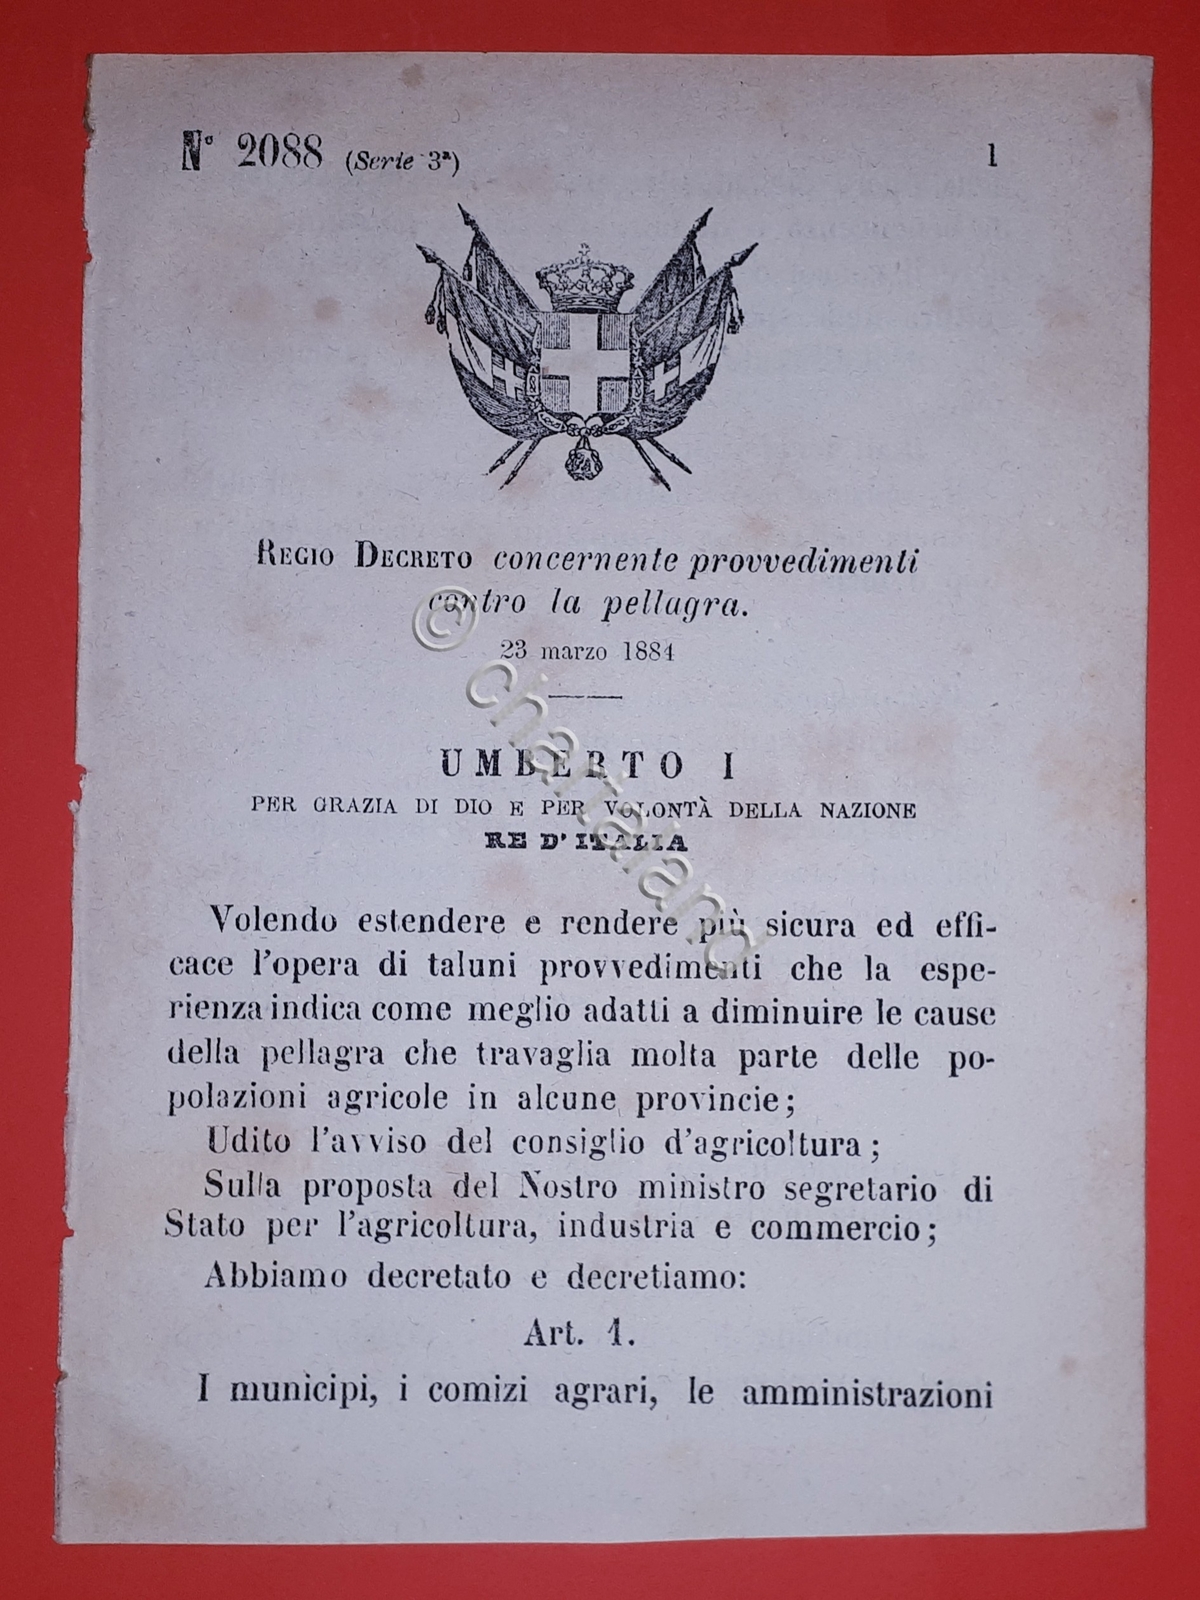 N° 2088 (Serie 3ª) 1
REGIO DECRETO concernente provvedimenti
contro la pellagra.
23 marzo 1884
UMBERTO I
PER GRAZIA DI DIO E PER VOLONTÀ DELLA NAZIONE
RE D'ITALIA
Volendo estendere e rendere più sicura ed effi-
cace l'opera di taluni provvedimenti che la espe-
rienza indica come meglio adatti a diminuire le cause
della pellagra che travaglia molta parte delle po-
polazioni agricole in alcune provincie;
Udito l'avviso del consiglio d'agricoltura;
Sulla proposta del Nostro ministro segretario di
Stato per l'agricoltura, industria e commercio;
Abbiamo decretato e decretiamo:
Art. 1.
I municipi, i comizi agrari, le amministrazioni
© chartaland